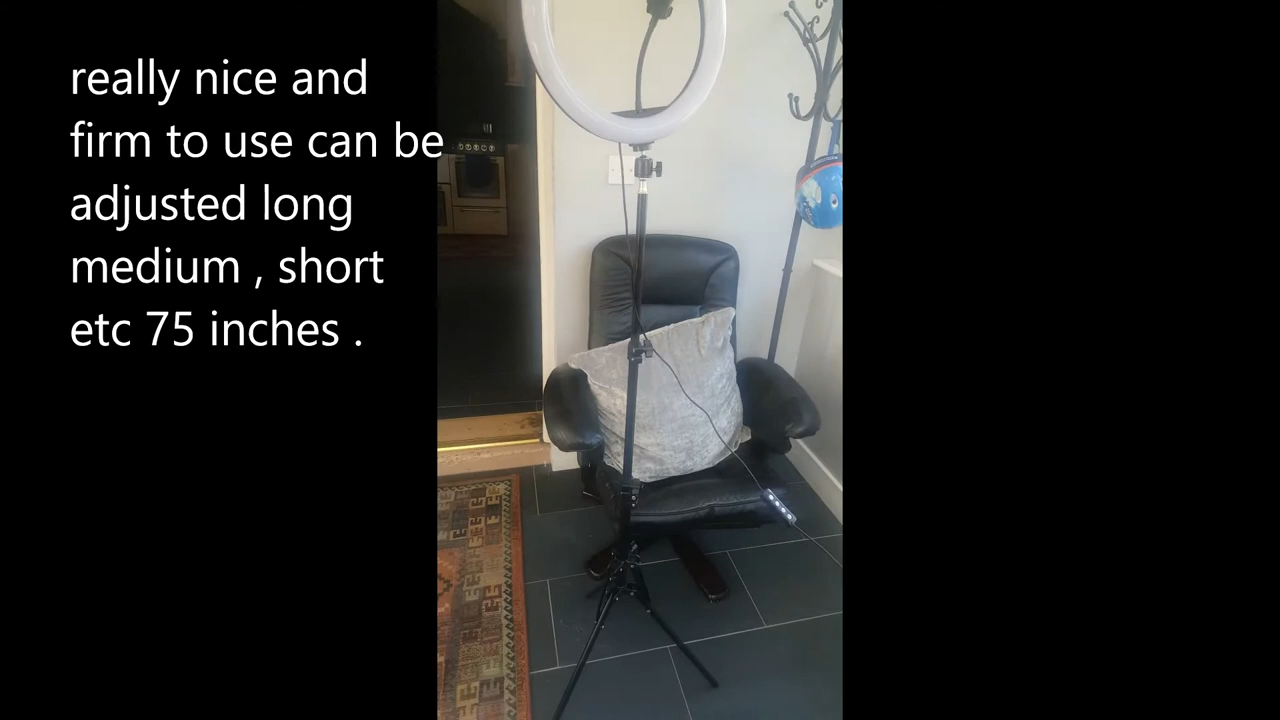 really nice and
firm to use can be
adjusted long
medium , short
etc 75 inches .